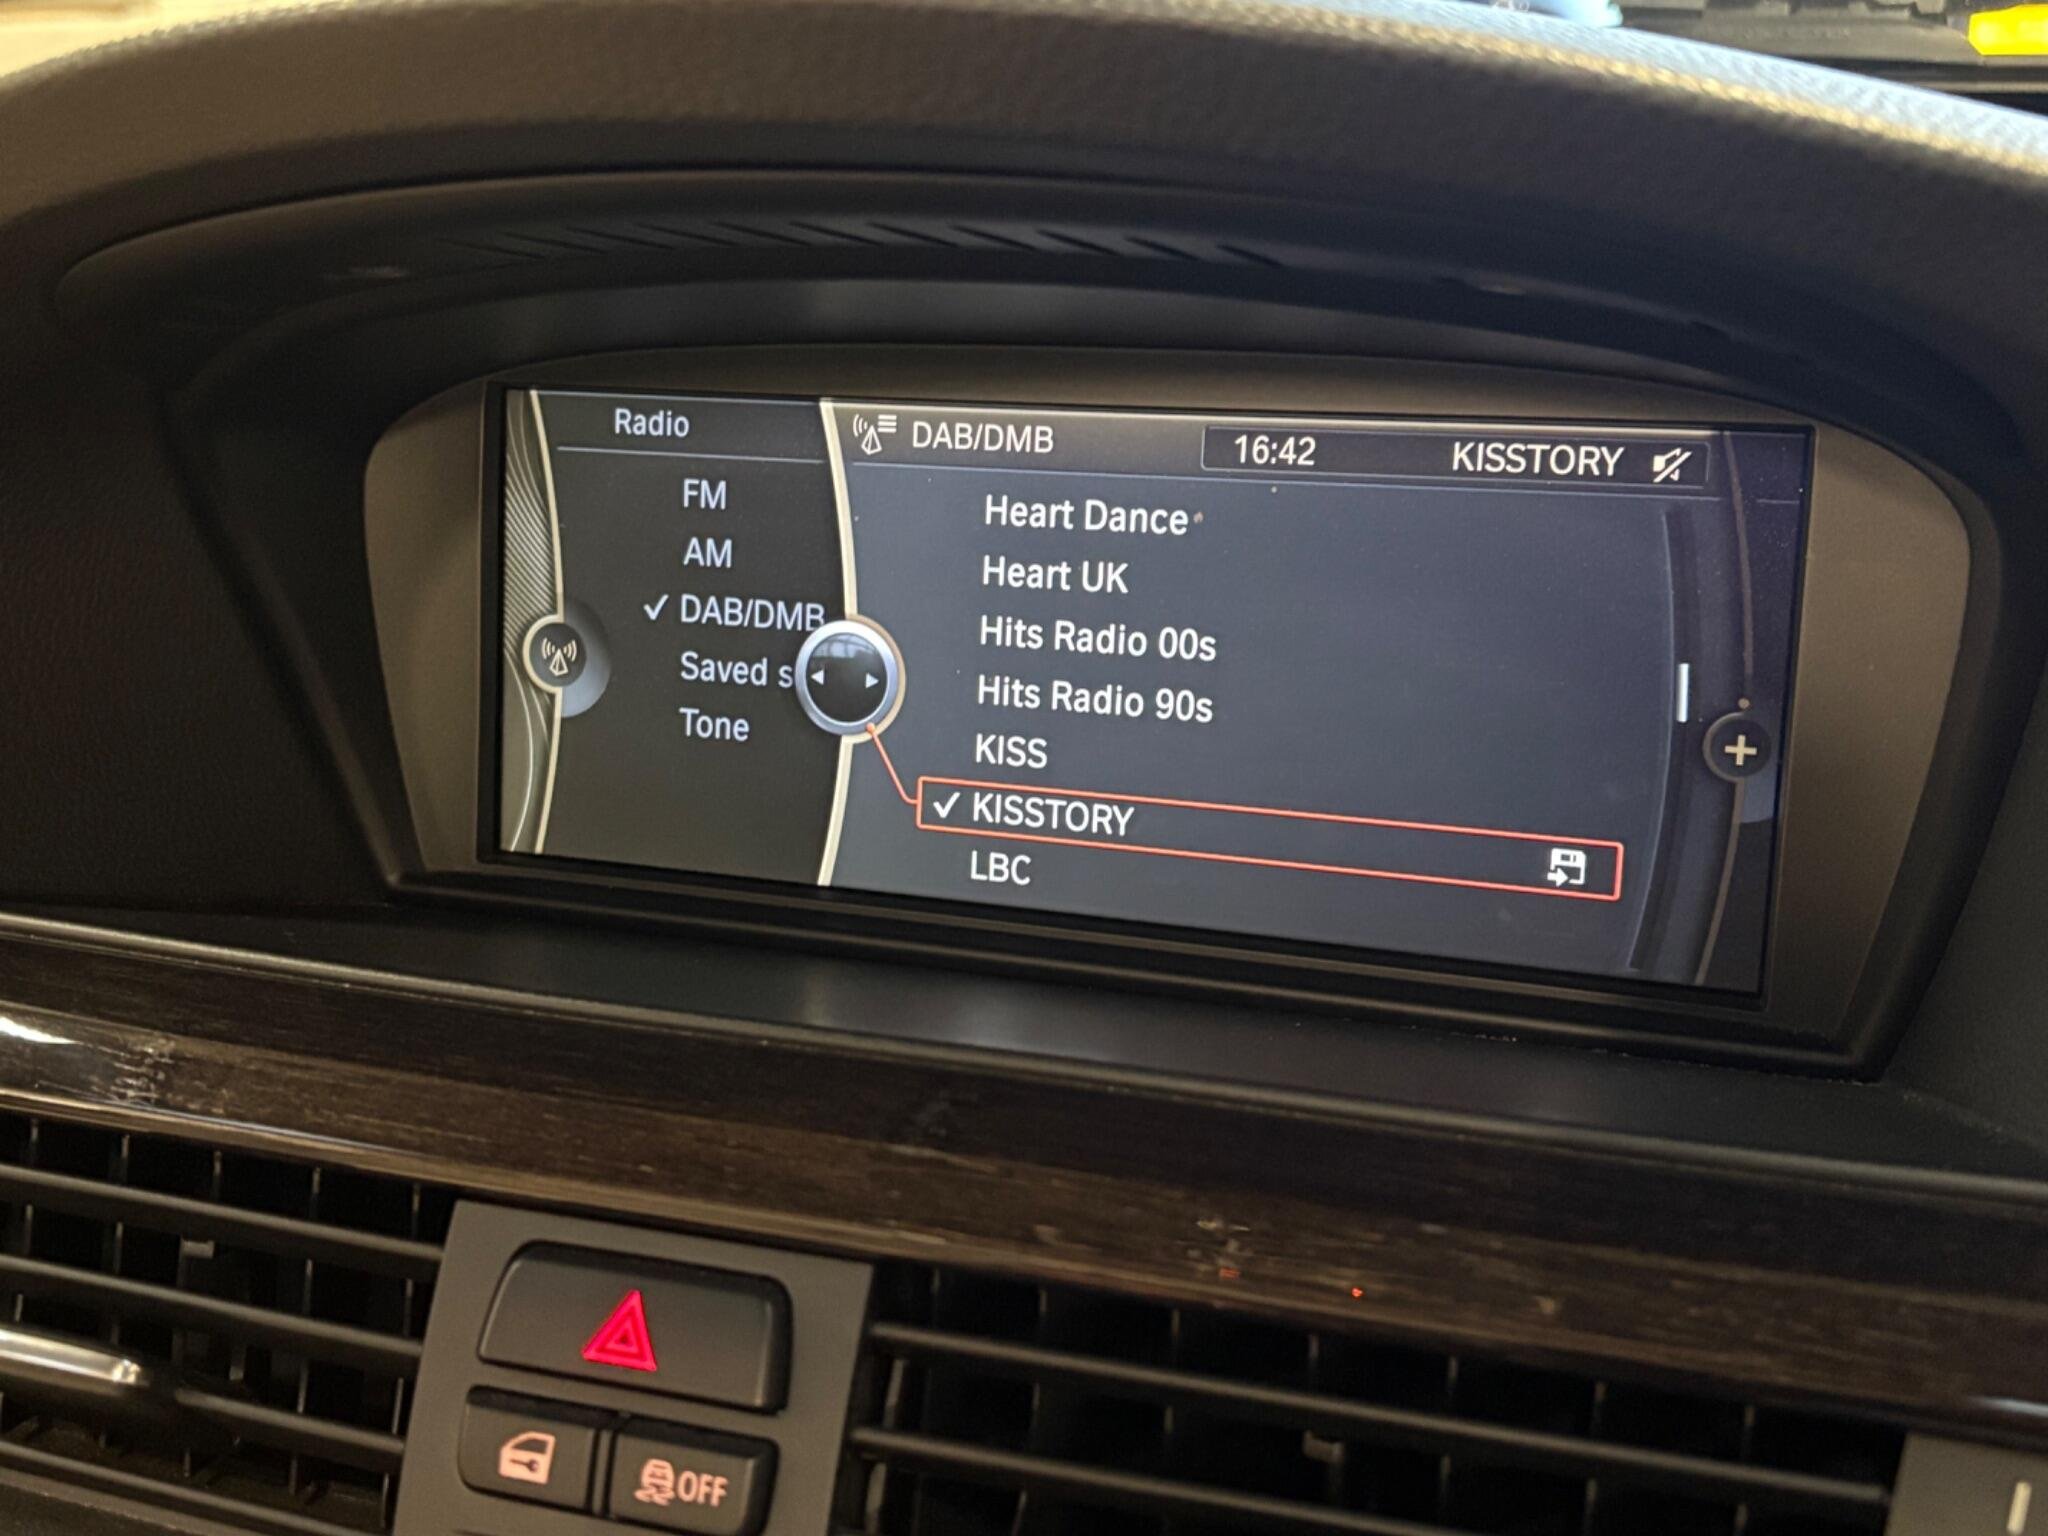 Radio
FM
AM
DAB/DMB
Saved s
Tone
DAB/DMB
16:42
KISSTORY
Heart Dance
Heart UK
Hits Radio 00s
Hits Radio 90s
KISS
KISSTORY
LBC
OFF